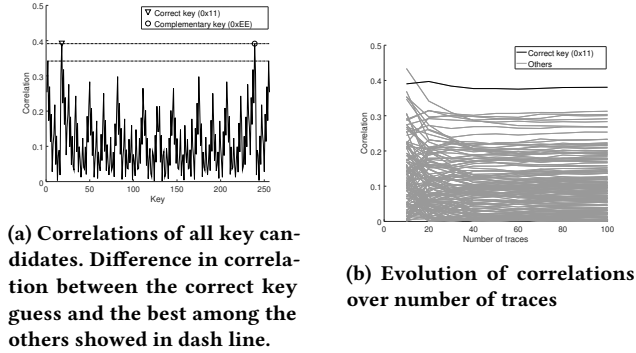 Correct key (0x11)
Complementary key (0xEE)
0.5
0.4
0.3
0.2
0.1
0
Correlation
0
50
100
150
200
250
Key
(a) Correlations of all key can-
didates. Difference in correla-
tion between the correct key
guess and the best among the
others showed in dash line.
Correct key (0x11)
Others
0.5
0.4
0.3
0.2
0.1
0
Correlation
0
20
40
60
80
100
Number of traces
(b) Evolution of correlations
over number of traces